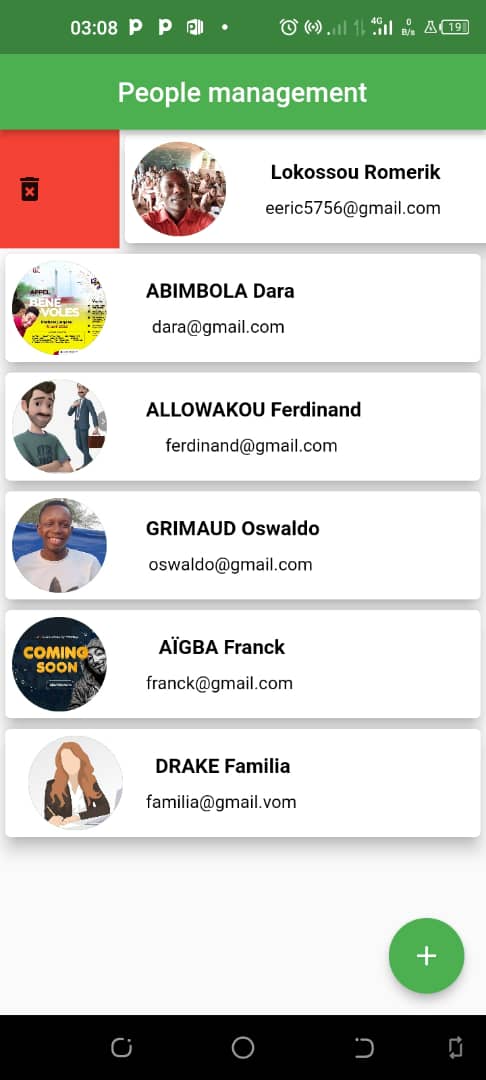 03:08
4G
0
B/s
19
People management
Lokossou Romerik
eeric5756@gmail.com
APPEL
BENE
VOLES
ABIMBOLA Dara
dara@gmail.com
ALLOWAKOU Ferdinand
ferdinand@gmail.com
GRIMAUD Oswaldo
oswaldo@gmail.com
COMING
SOON
AÏGBA Franck
franck@gmail.com
DRAKE Familia
familia@gmail.vom